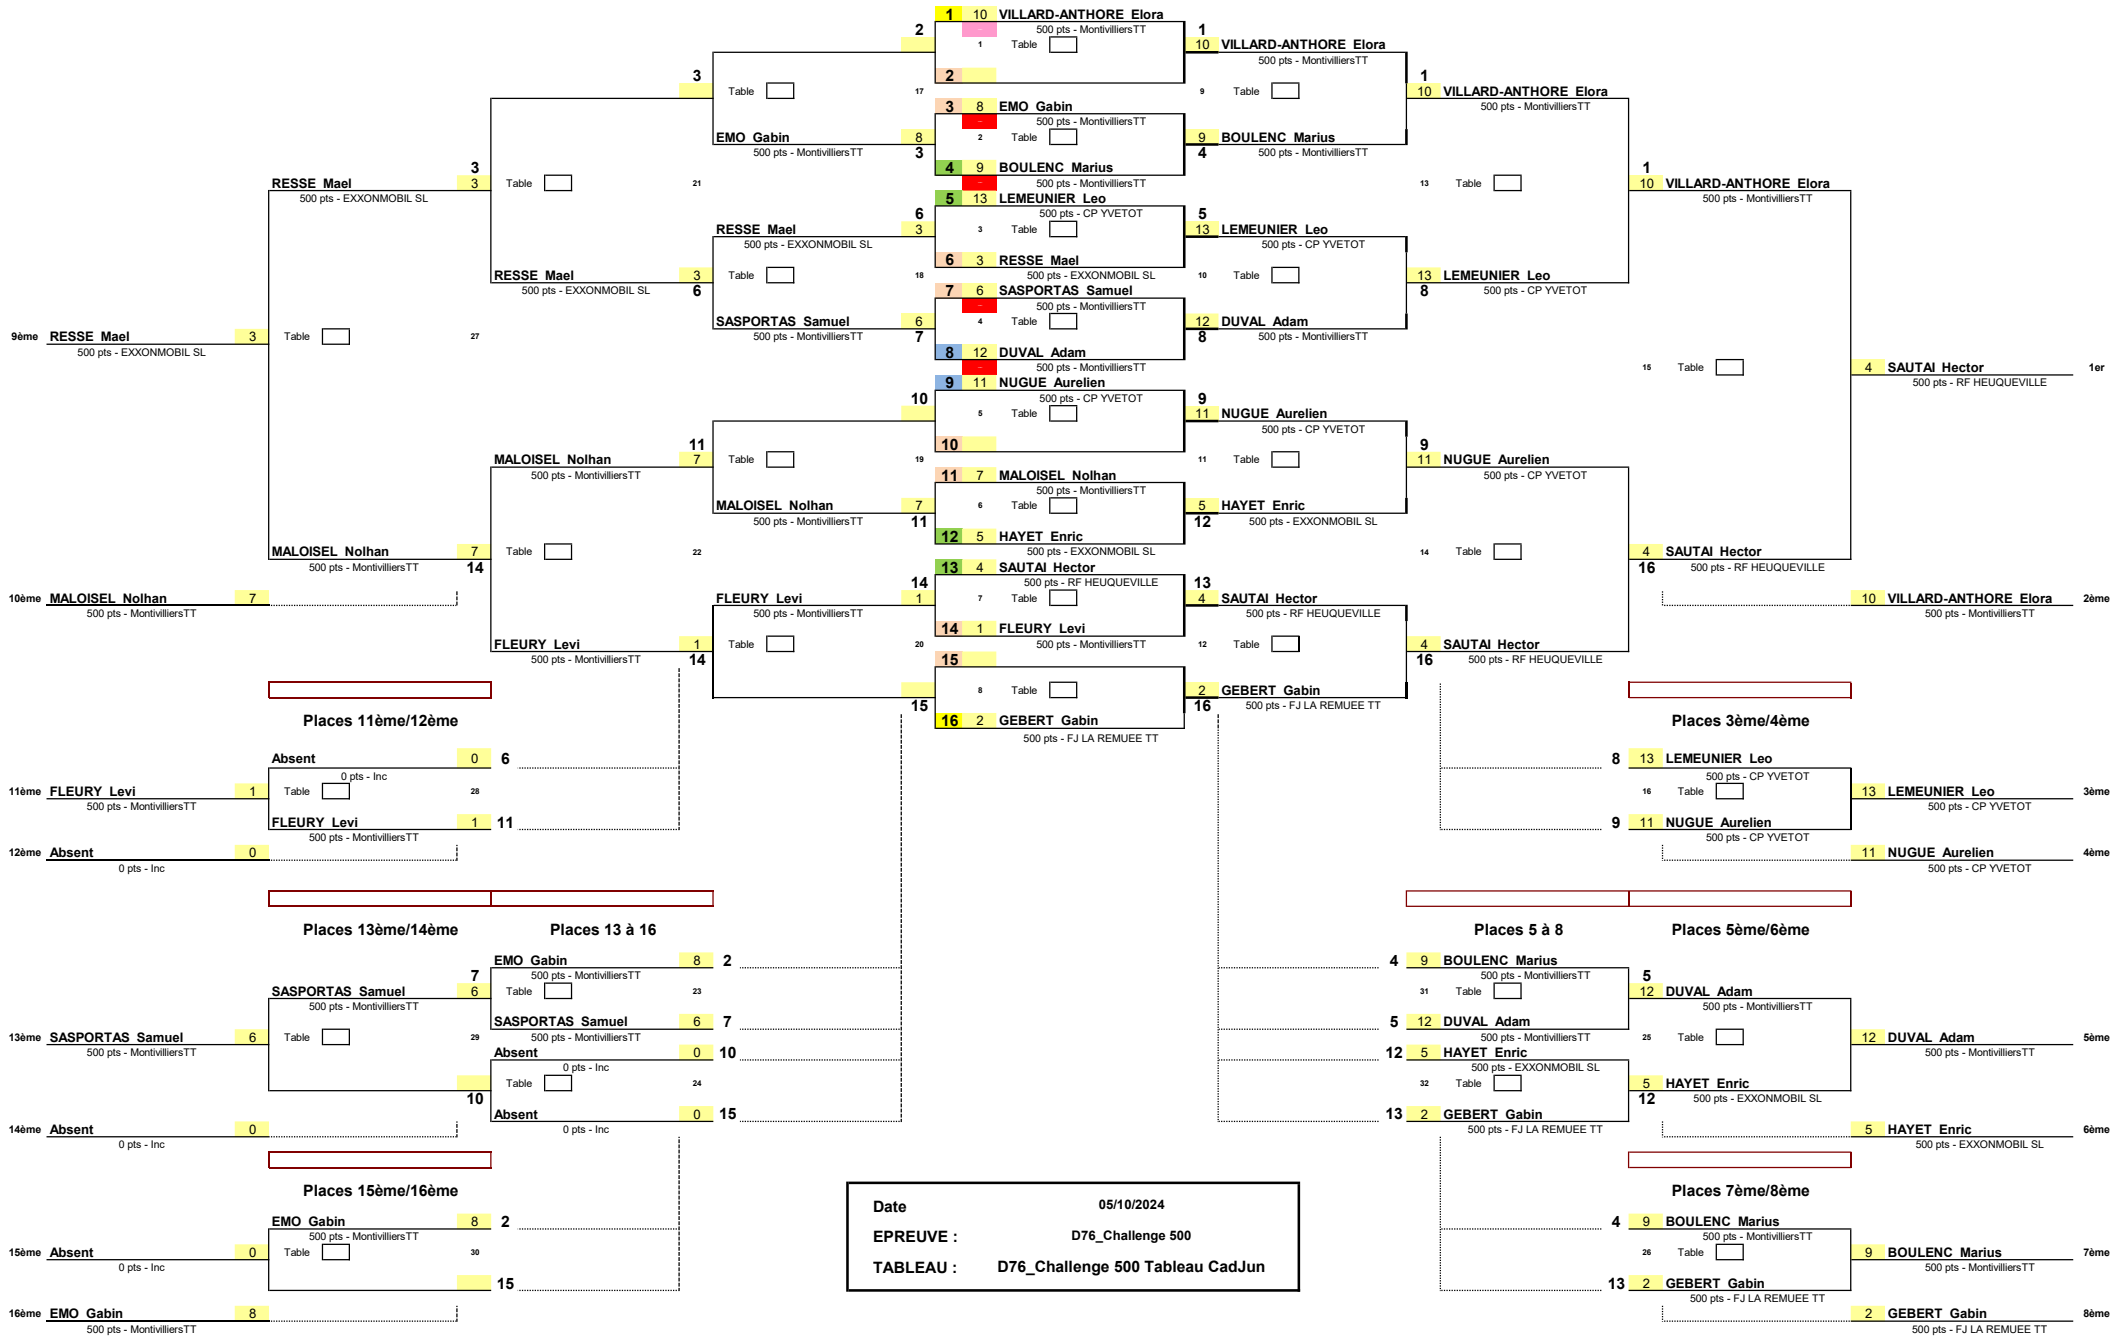 1 10 VILLARD-ANTHORE Elora
2 500 pts - MontivilliersTT 1
1 Table 10 VILLARD-ANTHORE Elora
500 pts - MontivilliersTT
3 2 1
Table 17 9 Table 10 VILLARD-ANTHORE Elora
3 8 EMO Gabin 500 pts - MontivilliersTT
500 pts - MontivilliersTT
EMO Gabin 8 2 Table 9 BOULENC Marius
500 pts - MontivilliersTT 3 4 500 pts - MontivilliersTT
3 4 9 BOULENC Marius 1
RESSE Mael 3 Table 21 500 pts - MontivilliersTT 13 Table 10 VILLARD-ANTHORE Elora
500 pts - EXXONMOBIL SL 5 13 LEMEUNIER Leo 500 pts - MontivilliersTT
6 500 pts - CP YVETOT 5
RESSE Mael 3 3 Table 13 LEMEUNIER Leo
500 pts - EXXONMOBIL SL 500 pts - CP YVETOT
6 3 RESSE Mael
RESSE Mael 3 Table 18 500 pts - EXXONMOBIL SL 10 Table 13 LEMEUNIER Leo
500 pts - EXXONMOBIL SL 6 7 6 SASPORTAS Samuel 8 500 pts - CP YVETOT
500 pts - MontivilliersTT
SASPORTAS Samuel 6 4 Table 12 DUVAL Adam
9ème RESSE Mael 3 Table 27 500 pts - MontivilliersTT 7 8 500 pts - MontivilliersTT
500 pts - EXXONMOBIL SL 8 12 DUVAL Adam
500 pts - MontivilliersTT 15 Table 4 SAUTAI Hector 1er
9 11 NUGUE Aurelien 500 pts - RF HEUQUEVILLE
10 500 pts - CP YVETOT 9
5 Table 11 NUGUE Aurelien
500 pts - CP YVETOT
11 10 9
MALOISEL Nolhan 7 Table 19 11 Table 11 NUGUE Aurelien
500 pts - MontivilliersTT 11 7 MALOISEL Nolhan 500 pts - CP YVETOT
500 pts - MontivilliersTT
MALOISEL Nolhan 7 6 Table 5 HAYET Enric
500 pts - MontivilliersTT 11 12 500 pts - EXXONMOBIL SL
12 5 HAYET Enric
MALOISEL Nolhan 7 Table 22 500 pts - EXXONMOBIL SL 14 Table 4 SAUTAI Hector
500 pts - MontivilliersTT 14 13 4 SAUTAI Hector 16 500 pts - RF HEUQUEVILLE
14 500 pts - RF HEUQUEVILLE 13
10ème MALOISEL Nolhan 7 FLEURY Levi 1 7 Table 4 SAUTAI Hector 10 VILLARD-ANTHORE Elora 2ème
500 pts - MontivilliersTT 500 pts - MontivilliersTT 500 pts - RF HEUQUEVILLE 500 pts - MontivilliersTT
14 1 FLEURY Levi
FLEURY Levi 1 Table 20 500 pts - MontivilliersTT 12 Table 4 SAUTAI Hector
500 pts - MontivilliersTT 14 15 16 500 pts - RF HEUQUEVILLE
8 Table 2 GEBERT Gabin
15 16 500 pts - FJ LA REMUEE TT
Places 11ème/12ème 16 2 GEBERT Gabin Places 3ème/4ème
500 pts - FJ LA REMUEE TT
Absent 0 6 8 13 LEMEUNIER Leo
0 pts - Inc 500 pts - CP YVETOT
11ème FLEURY Levi 1 Table 28 16 Table 13 LEMEUNIER Leo 3ème
500 pts - MontivilliersTT 500 pts - CP YVETOT
FLEURY Levi 1 11 9 11 NUGUE Aurelien
500 pts - MontivilliersTT 500 pts - CP YVETOT
12ème Absent 0 11 NUGUE Aurelien 4ème
0 pts - Inc 500 pts - CP YVETOT
Places 13ème/14ème Places 13 à 16 Places 5 à 8 Places 5ème/6ème
EMO Gabin 8 2 4 9 BOULENC Marius
7 500 pts - MontivilliersTT 500 pts - MontivilliersTT 5
SASPORTAS Samuel 6 Table 23 31 Table 12 DUVAL Adam
500 pts - MontivilliersTT 500 pts - MontivilliersTT
SASPORTAS Samuel 6 7 5 12 DUVAL Adam
13ème SASPORTAS Samuel 6 Table 29 500 pts - MontivilliersTT 500 pts - MontivilliersTT 25 Table 12 DUVAL Adam 5ème
500 pts - MontivilliersTT Absent 0 10 12 5 HAYET Enric 500 pts - MontivilliersTT
0 pts - Inc 500 pts - EXXONMOBIL SL
Table 24 32 Table 5 HAYET Enric
10 12 500 pts - EXXONMOBIL SL
Absent 0 15 13 2 GEBERT Gabin
14ème Absent 0 0 pts - Inc 500 pts - FJ LA REMUEE TT 5 HAYET Enric 6ème
0 pts - Inc 500 pts - EXXONMOBIL SL
Places 15ème/16ème Places 7ème/8ème
Date 05/10/2024
EMO Gabin 8 2 4 9 BOULENC Marius
500 pts - MontivilliersTT EPREUVE : D76_Challenge 500 500 pts - MontivilliersTT
15ème Absent 0 Table 30 26 Table 9 BOULENC Marius 7ème
0 pts - Inc TABLEAU : D76_Challenge 500 Tableau CadJun 500 pts - MontivilliersTT
15 13 2 GEBERT Gabin
500 pts - FJ LA REMUEE TT
16ème EMO Gabin 8 2 GEBERT Gabin 8ème
500 pts - MontivilliersTT 500 pts - FJ LA REMUEE TT